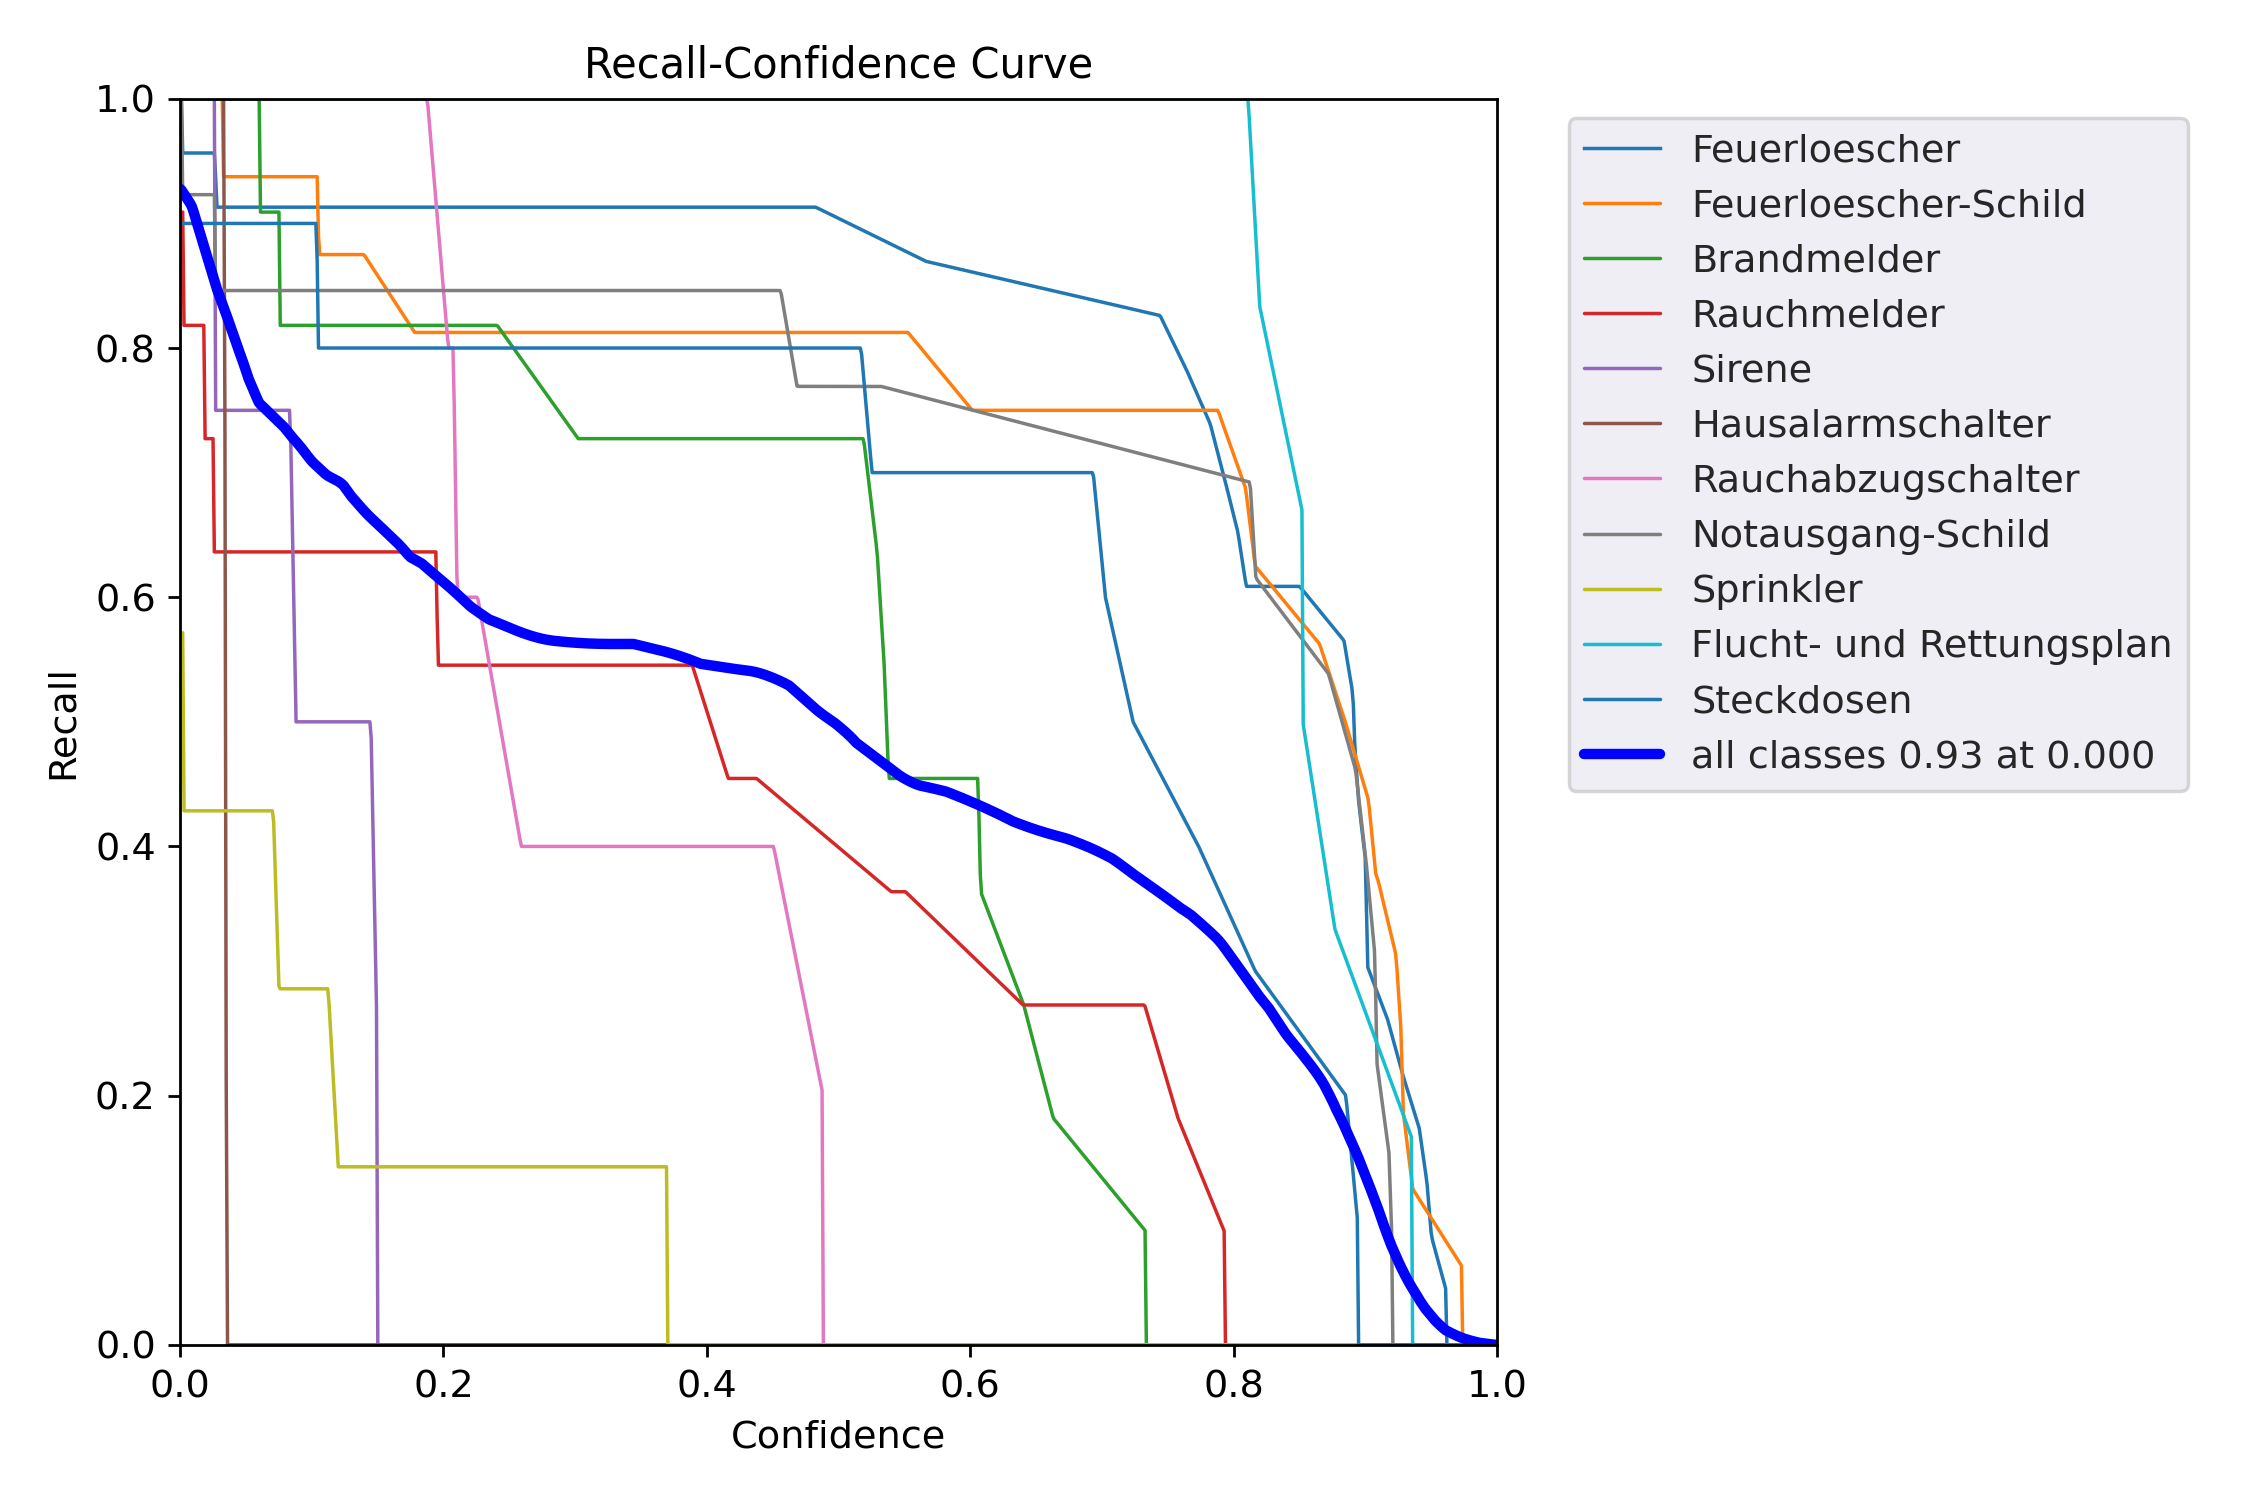 Recall-Confidence Curve
1.0
0.8
0.6
0.4
0.2
0.0
Recall
0.0 0.2 0.4 0.6 0.8 1.0
Confidence
Feuerloescher
Feuerloescher-Schild
Brandmelder
Rauchmelder
Sirene
Hausalarmschalter
Rauchabzugschalter
Notausgang-Schild
Sprinkler
Flucht- und Rettungsplan
Steckdosen
all classes 0.93 at 0.000